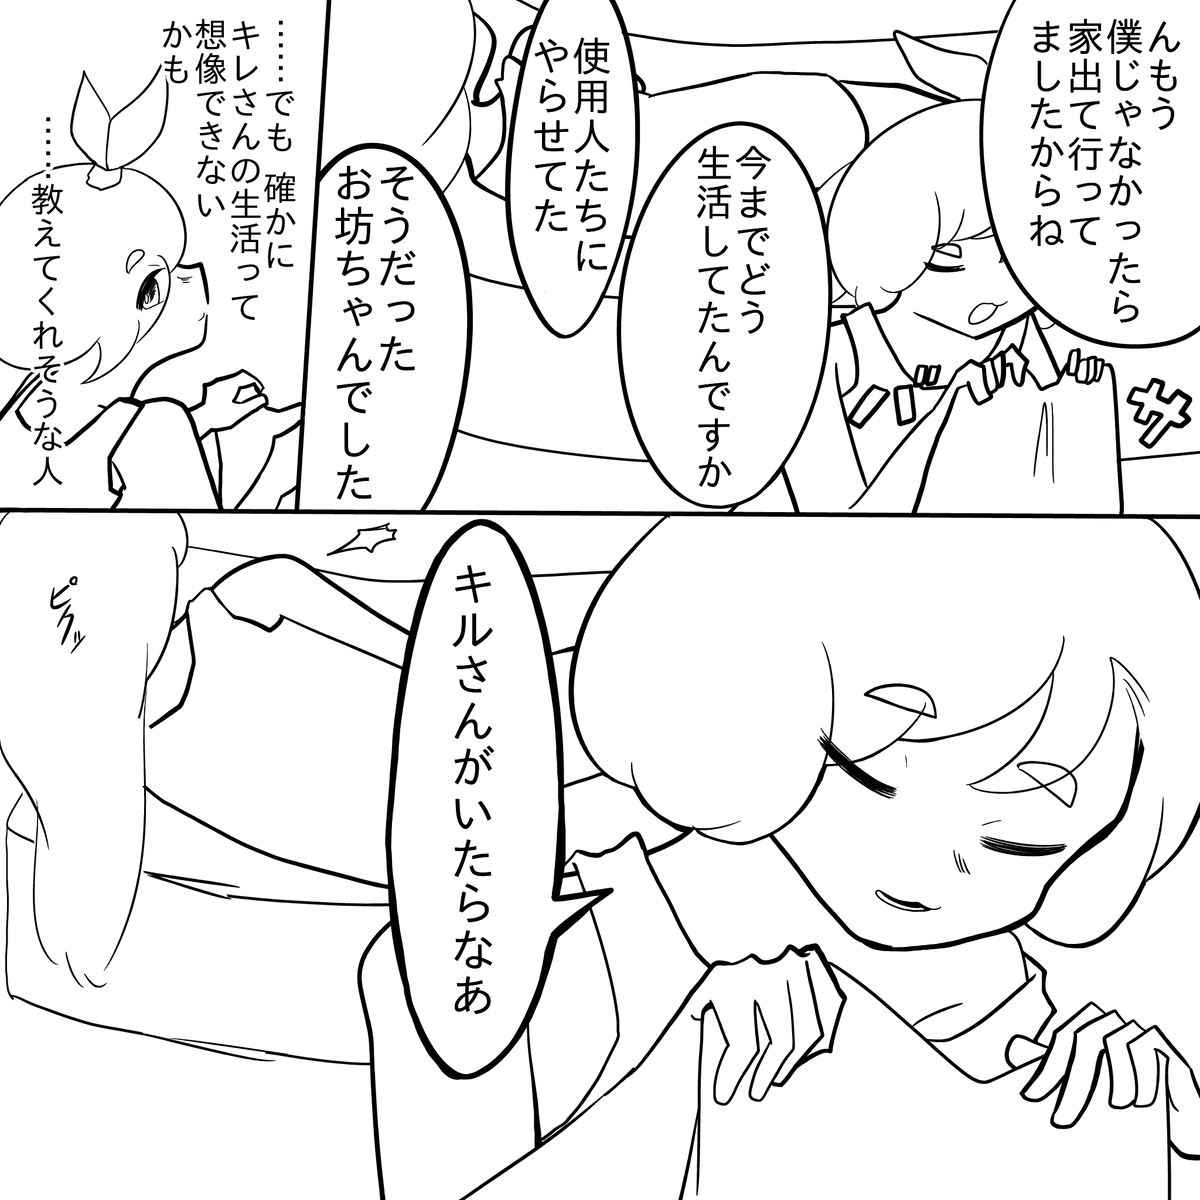 んもう
僕じゃなかったら
家出て行って
ましたからね
サ
今までどう
生活してたんですか
使用人たちに
やらせてた
そうだった
お坊ちゃんでした
……でも 確かに
キレさんの生活って
想像できない
かも
……教えてくれそうな人
キルさんがいたらなあ
ピクッ